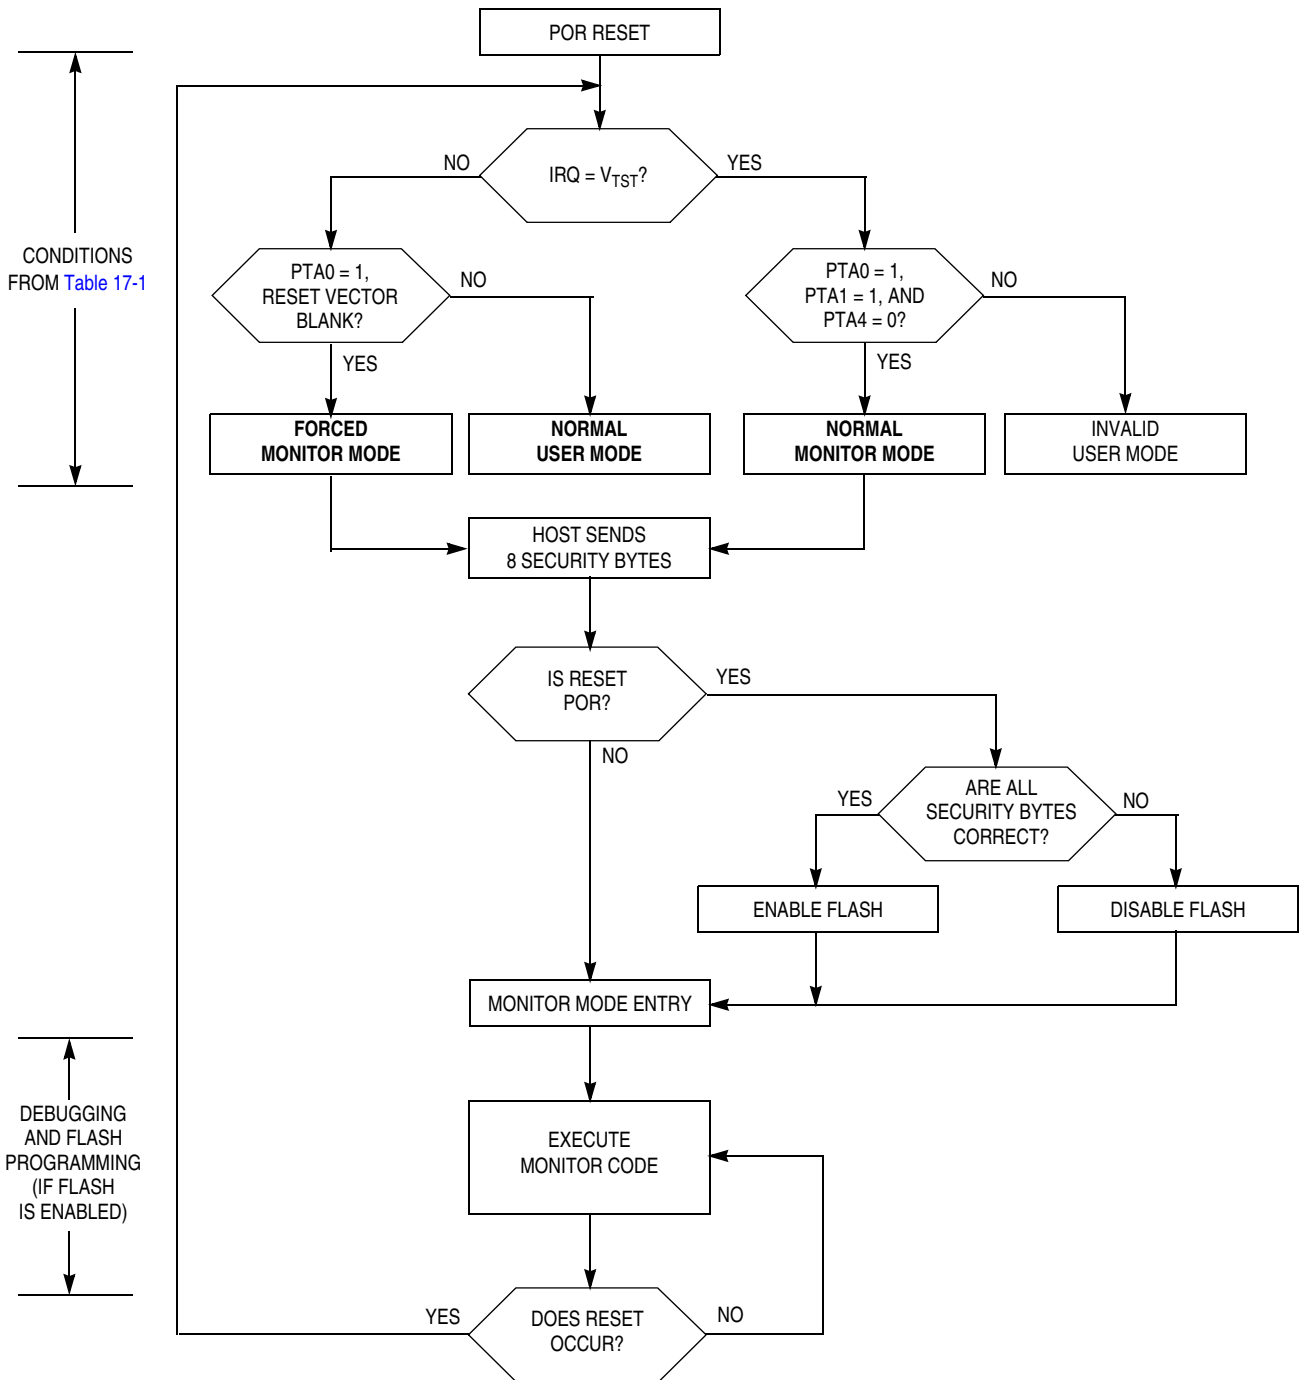 POR RESET
NO
IRQ = VTST?
YES
CONDITIONS
FROM Table 17-1
PTA0 = 1,
RESET VECTOR
BLANK?
NO
YES
PTA0 = 1,
PTA1 = 1, AND
PTA4 = 0?
NO
YES
FORCED
MONITOR MODE
NORMAL
USER MODE
NORMAL
MONITOR MODE
INVALID
USER MODE
HOST SENDS
8 SECURITY BYTES
IS RESET
POR?
YES
NO
ARE ALL
SECURITY BYTES
CORRECT?
YES
NO
ENABLE FLASH
DISABLE FLASH
MONITOR MODE ENTRY
DEBUGGING
AND FLASH
PROGRAMMING
(IF FLASH
IS ENABLED)
EXECUTE
MONITOR CODE
YES
DOES RESET
OCCUR?
NO